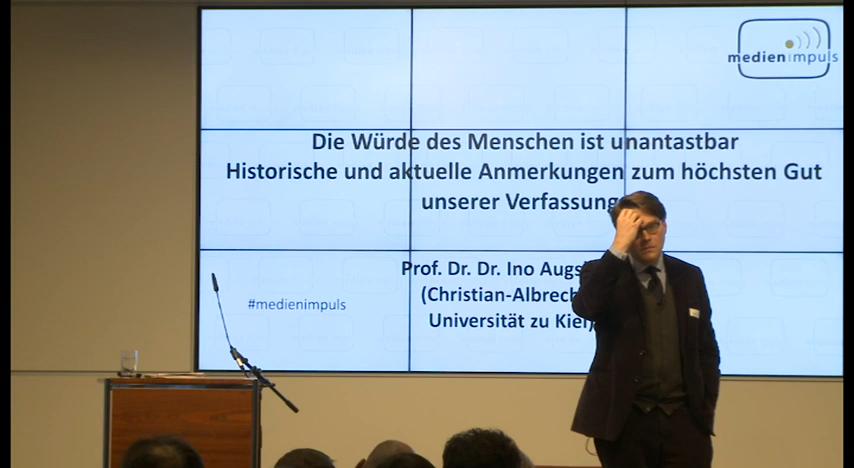 medienimpuls
Die Würde des Menschen ist unantastbar
Historische und aktuelle Anmerkungen zum höchsten Gut
unserer Verfassung
Prof. Dr. Dr. Ino Augs
(Christian-Albrech
Universität zu Kiel)
#medienimpuls